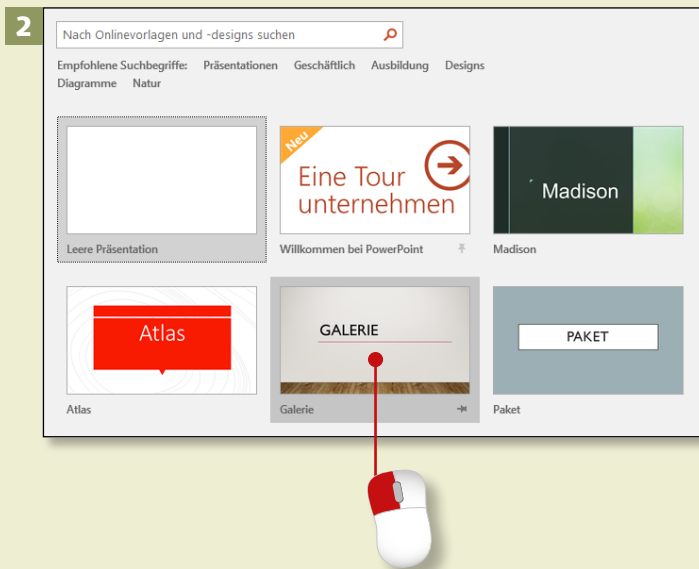 2
Nach Onlinevorlagen und -designs suchen
Empfohlene Suchbegriffe: Präsentationen Geschäftlich Ausbildung Designs
Diagramme Natur
Neu
Eine Tour
unternehmen
Madison
Leere Präsentation
Willkommen bei PowerPoint
Madison
Atlas
GALERIE
PAKET
Atlas
Galerie
Paket